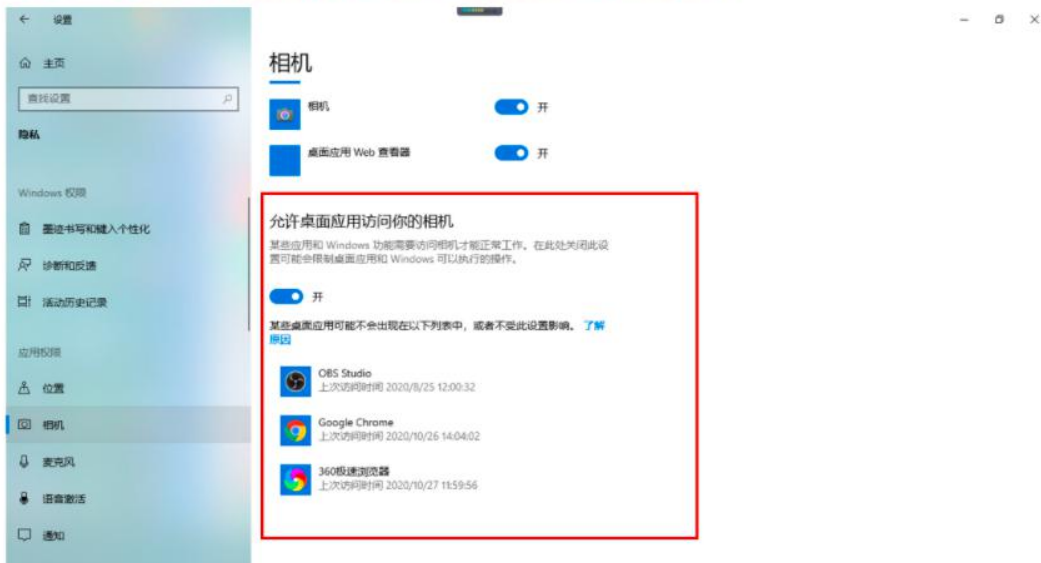 设置
主页
查找设置
隐私
Windows 权限
墨迹书写和键入个性化
诊断和反馈
活动历史记录
应用权限
位置
相机
麦克风
语音激活
通知
相机
相机
开
桌面应用 Web 查看器
开
允许桌面应用访问你的相机
某些应用和 Windows 功能需要访问相机才能正常工作。在此处关闭此设
置可能会限制桌面应用和 Windows 可以执行的操作。
开
某些桌面应用可能不会出现在以下列表中，或者不受此设置影响。 了解
原因
OBS Studio
上次访问时间 2020/8/25 12:00:32
Google Chrome
上次访问时间 2020/10/26 14:04:02
360极速浏览器
上次访问时间 2020/10/27 11:59:56